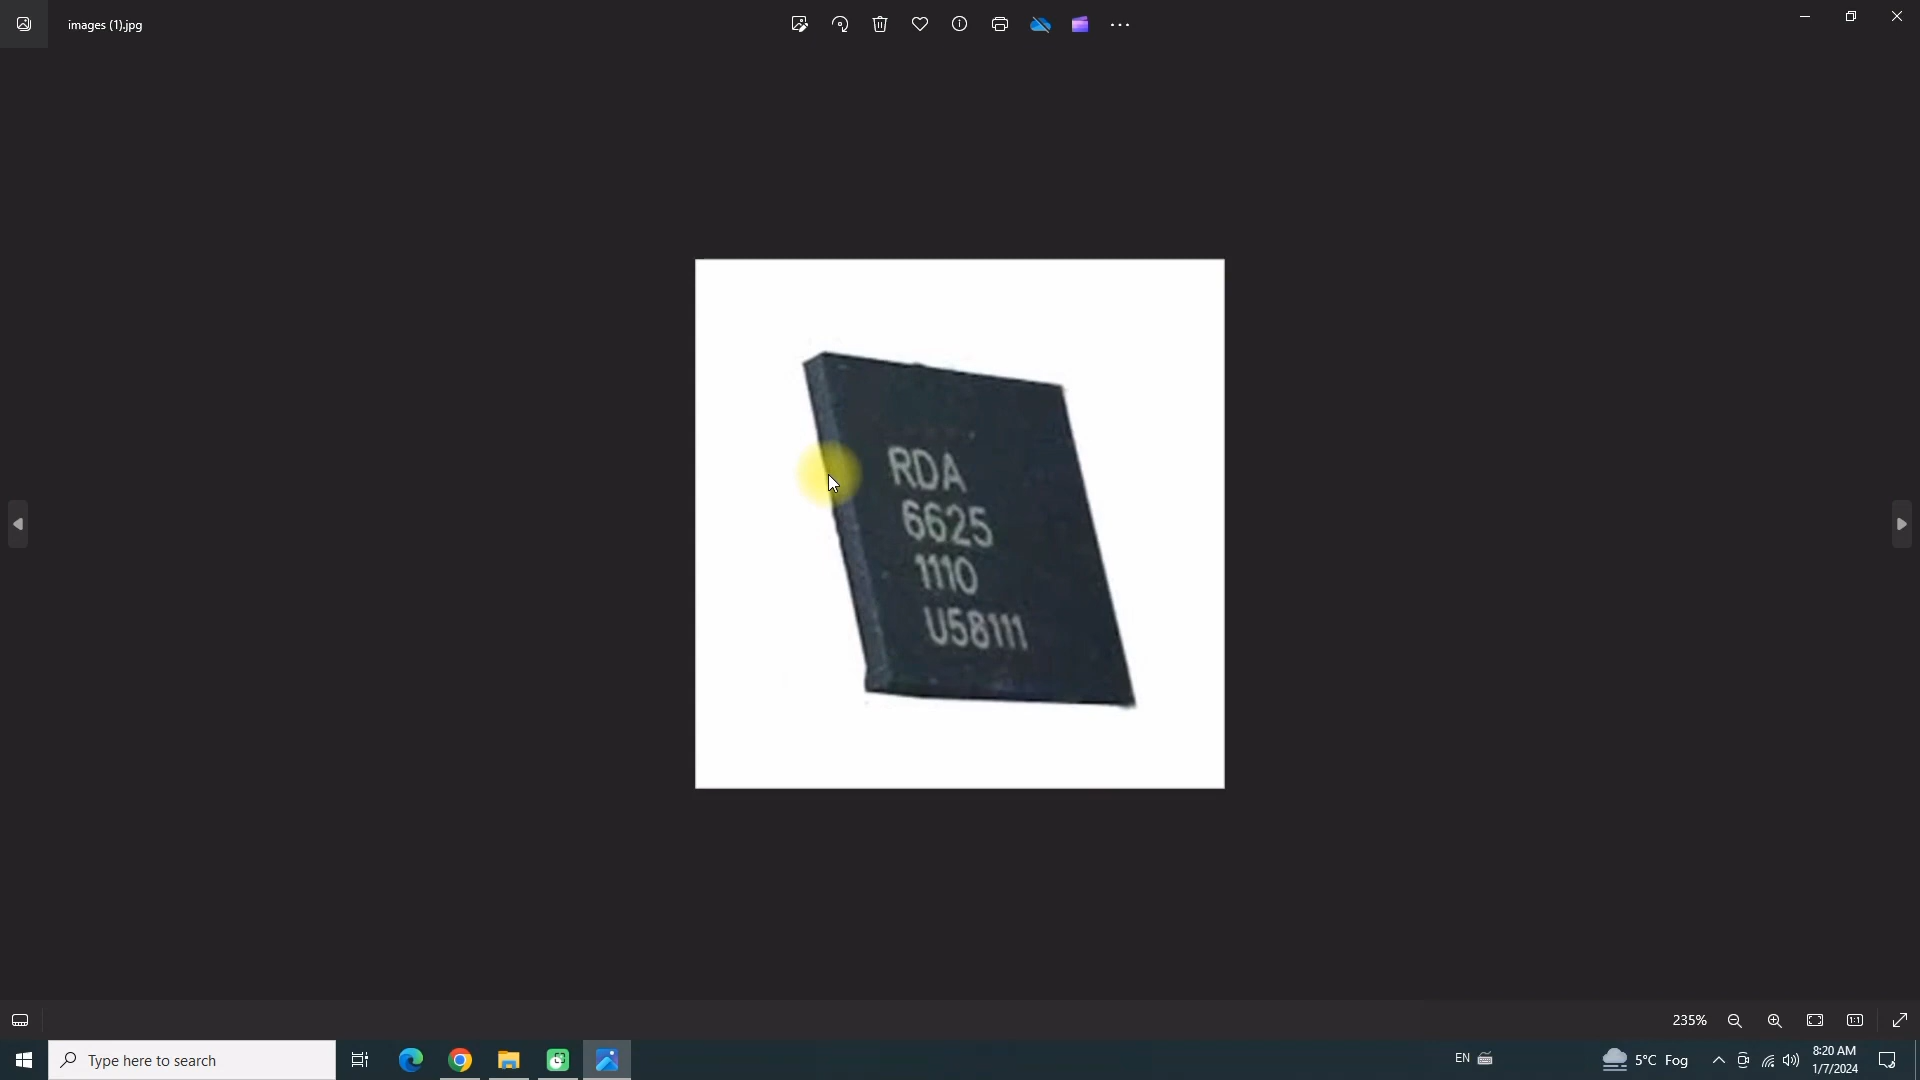 images (1).jpg
RDA
6625
1110
U58111
235%
Type here to search
EN
5°C Fog
8:20 AM
1/7/2024